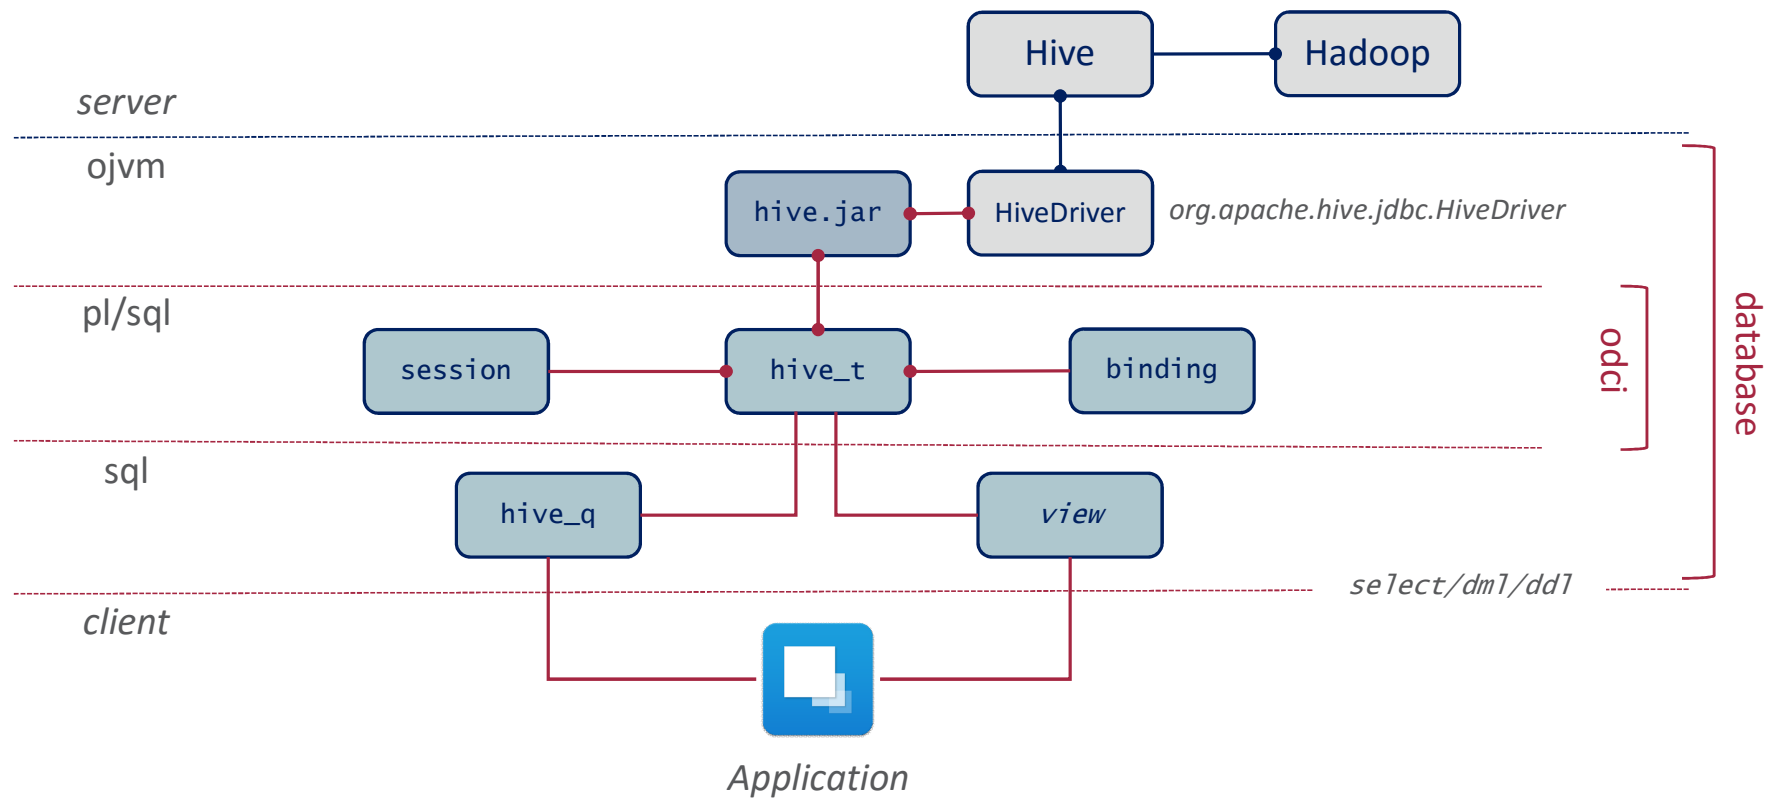 Hive
Hadoop
server
ojvm
hive.jar
HiveDriver
org.apache.hive.jdbc.HiveDriver
pl/sql
session
hive_t
binding
odci
database
sql
hive_q
view
select/dml/ddl
client
Application